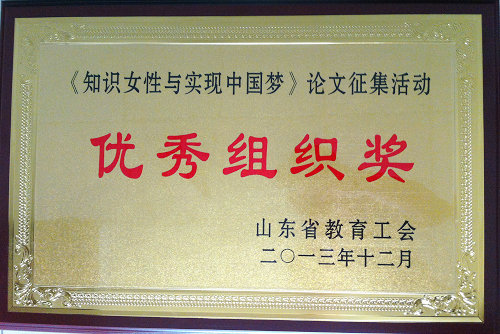 《知识女性与实现中国梦》论文征集活动
优秀组织奖
山东省教育工会
二〇一三年十二月